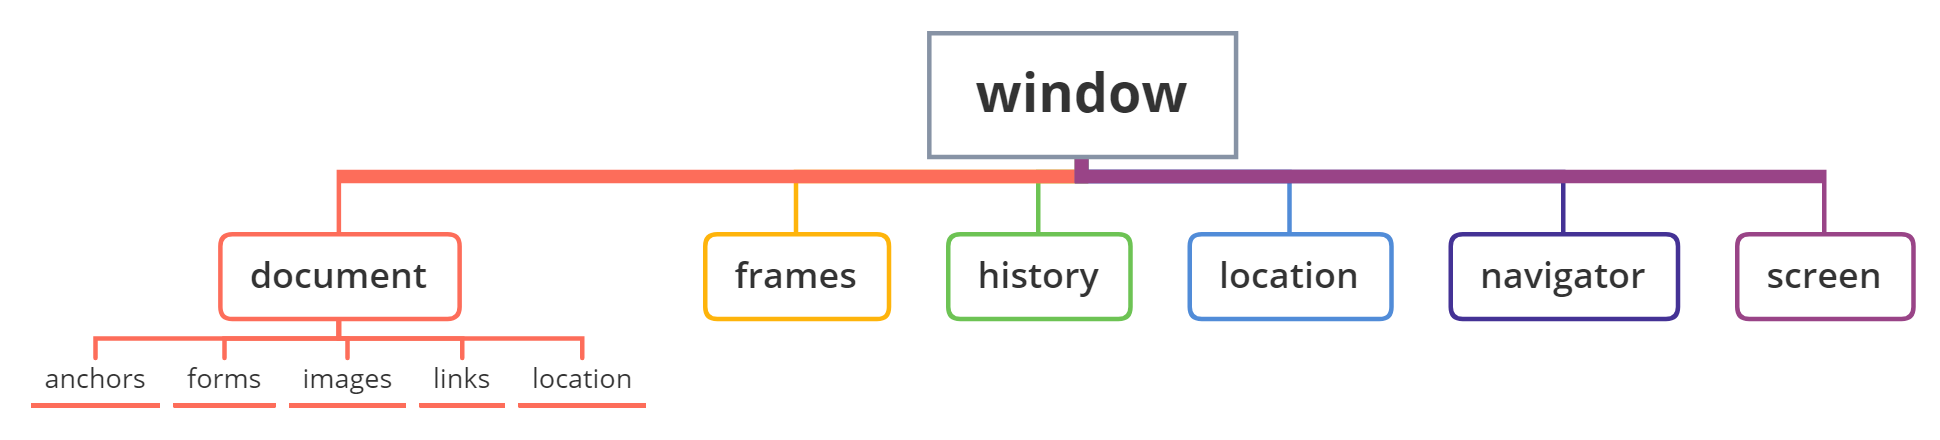 window
document
frames
history
location
navigator
screen
anchors
forms
images
links
location